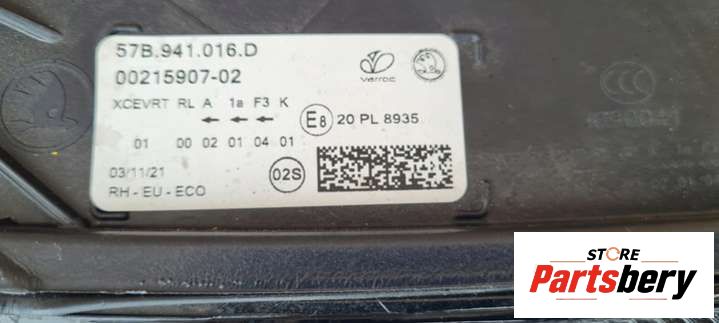 57B.941.016.D
00215907-02
varroc
XCEVRT RL A 1a F3 K
← ← ←
01 00 02 01 04 01
E8 20 PL 8935
03/11/21
02S
RH - EU - ECO
STORE
Partsbery